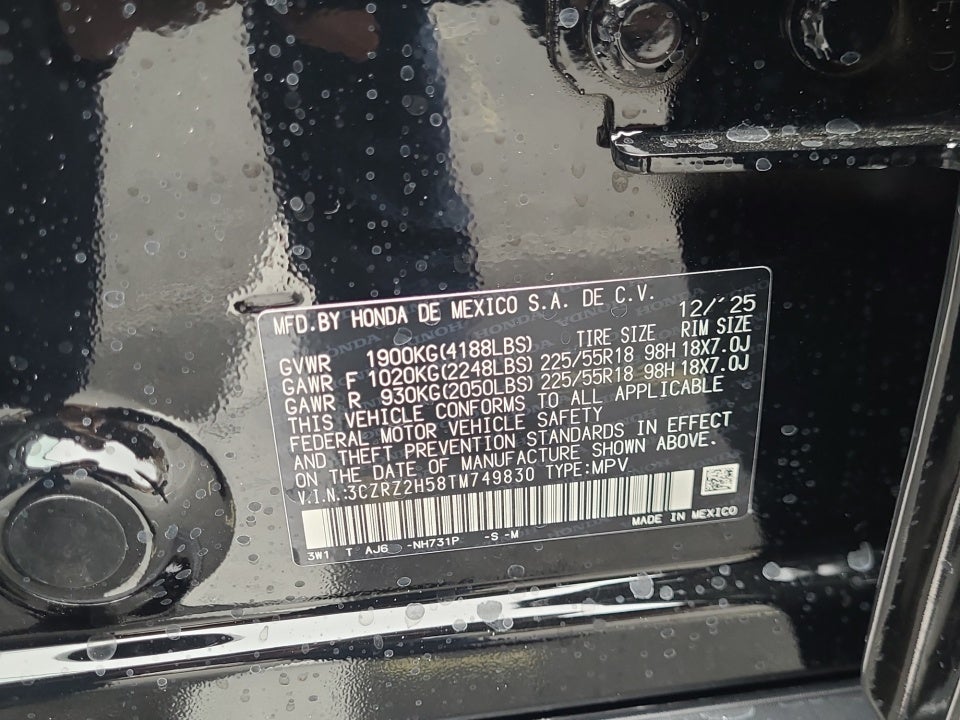 MFD.BY HONDA DE MEXICO S.A. DE C.V. 12/'25
TIRE SIZE RIM SIZE
GVWR 1900KG(4188LBS)
GAWR F 1020KG(2248LBS) 225/55R18 98H 18X7.0J
GAWR R 930KG(2050LBS) 225/55R18 98H 18X7.0J
THIS VEHICLE CONFORMS TO ALL APPLICABLE
FEDERAL MOTOR VEHICLE SAFETY
AND THEFT PREVENTION STANDARDS IN EFFECT
ON THE DATE OF MANUFACTURE SHOWN ABOVE.
V.I.N.:3CZRZ2H58TM749830 TYPE:MPV
MADE IN MEXICO
3W1 T AJ6 -NH731P -S -M